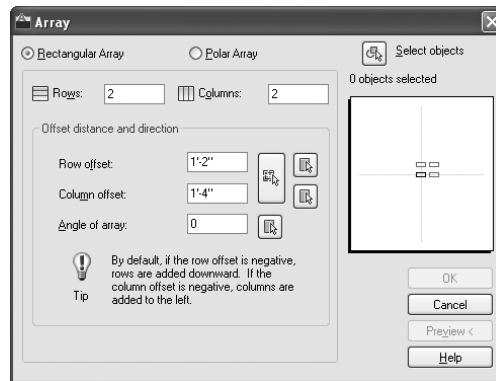 Array
Rectangular Array
Polar Array
Select objects
0 objects selected
Rows: 2
Columns: 2
Offset distance and direction
Row offset: 1'-2"
Column offset: 1'-4"
Angle of array: 0
Tip
By default, if the row offset is negative,
rows are added downward. If the
column offset is negative, columns are
added to the left.
OK
Cancel
Preview <
Help